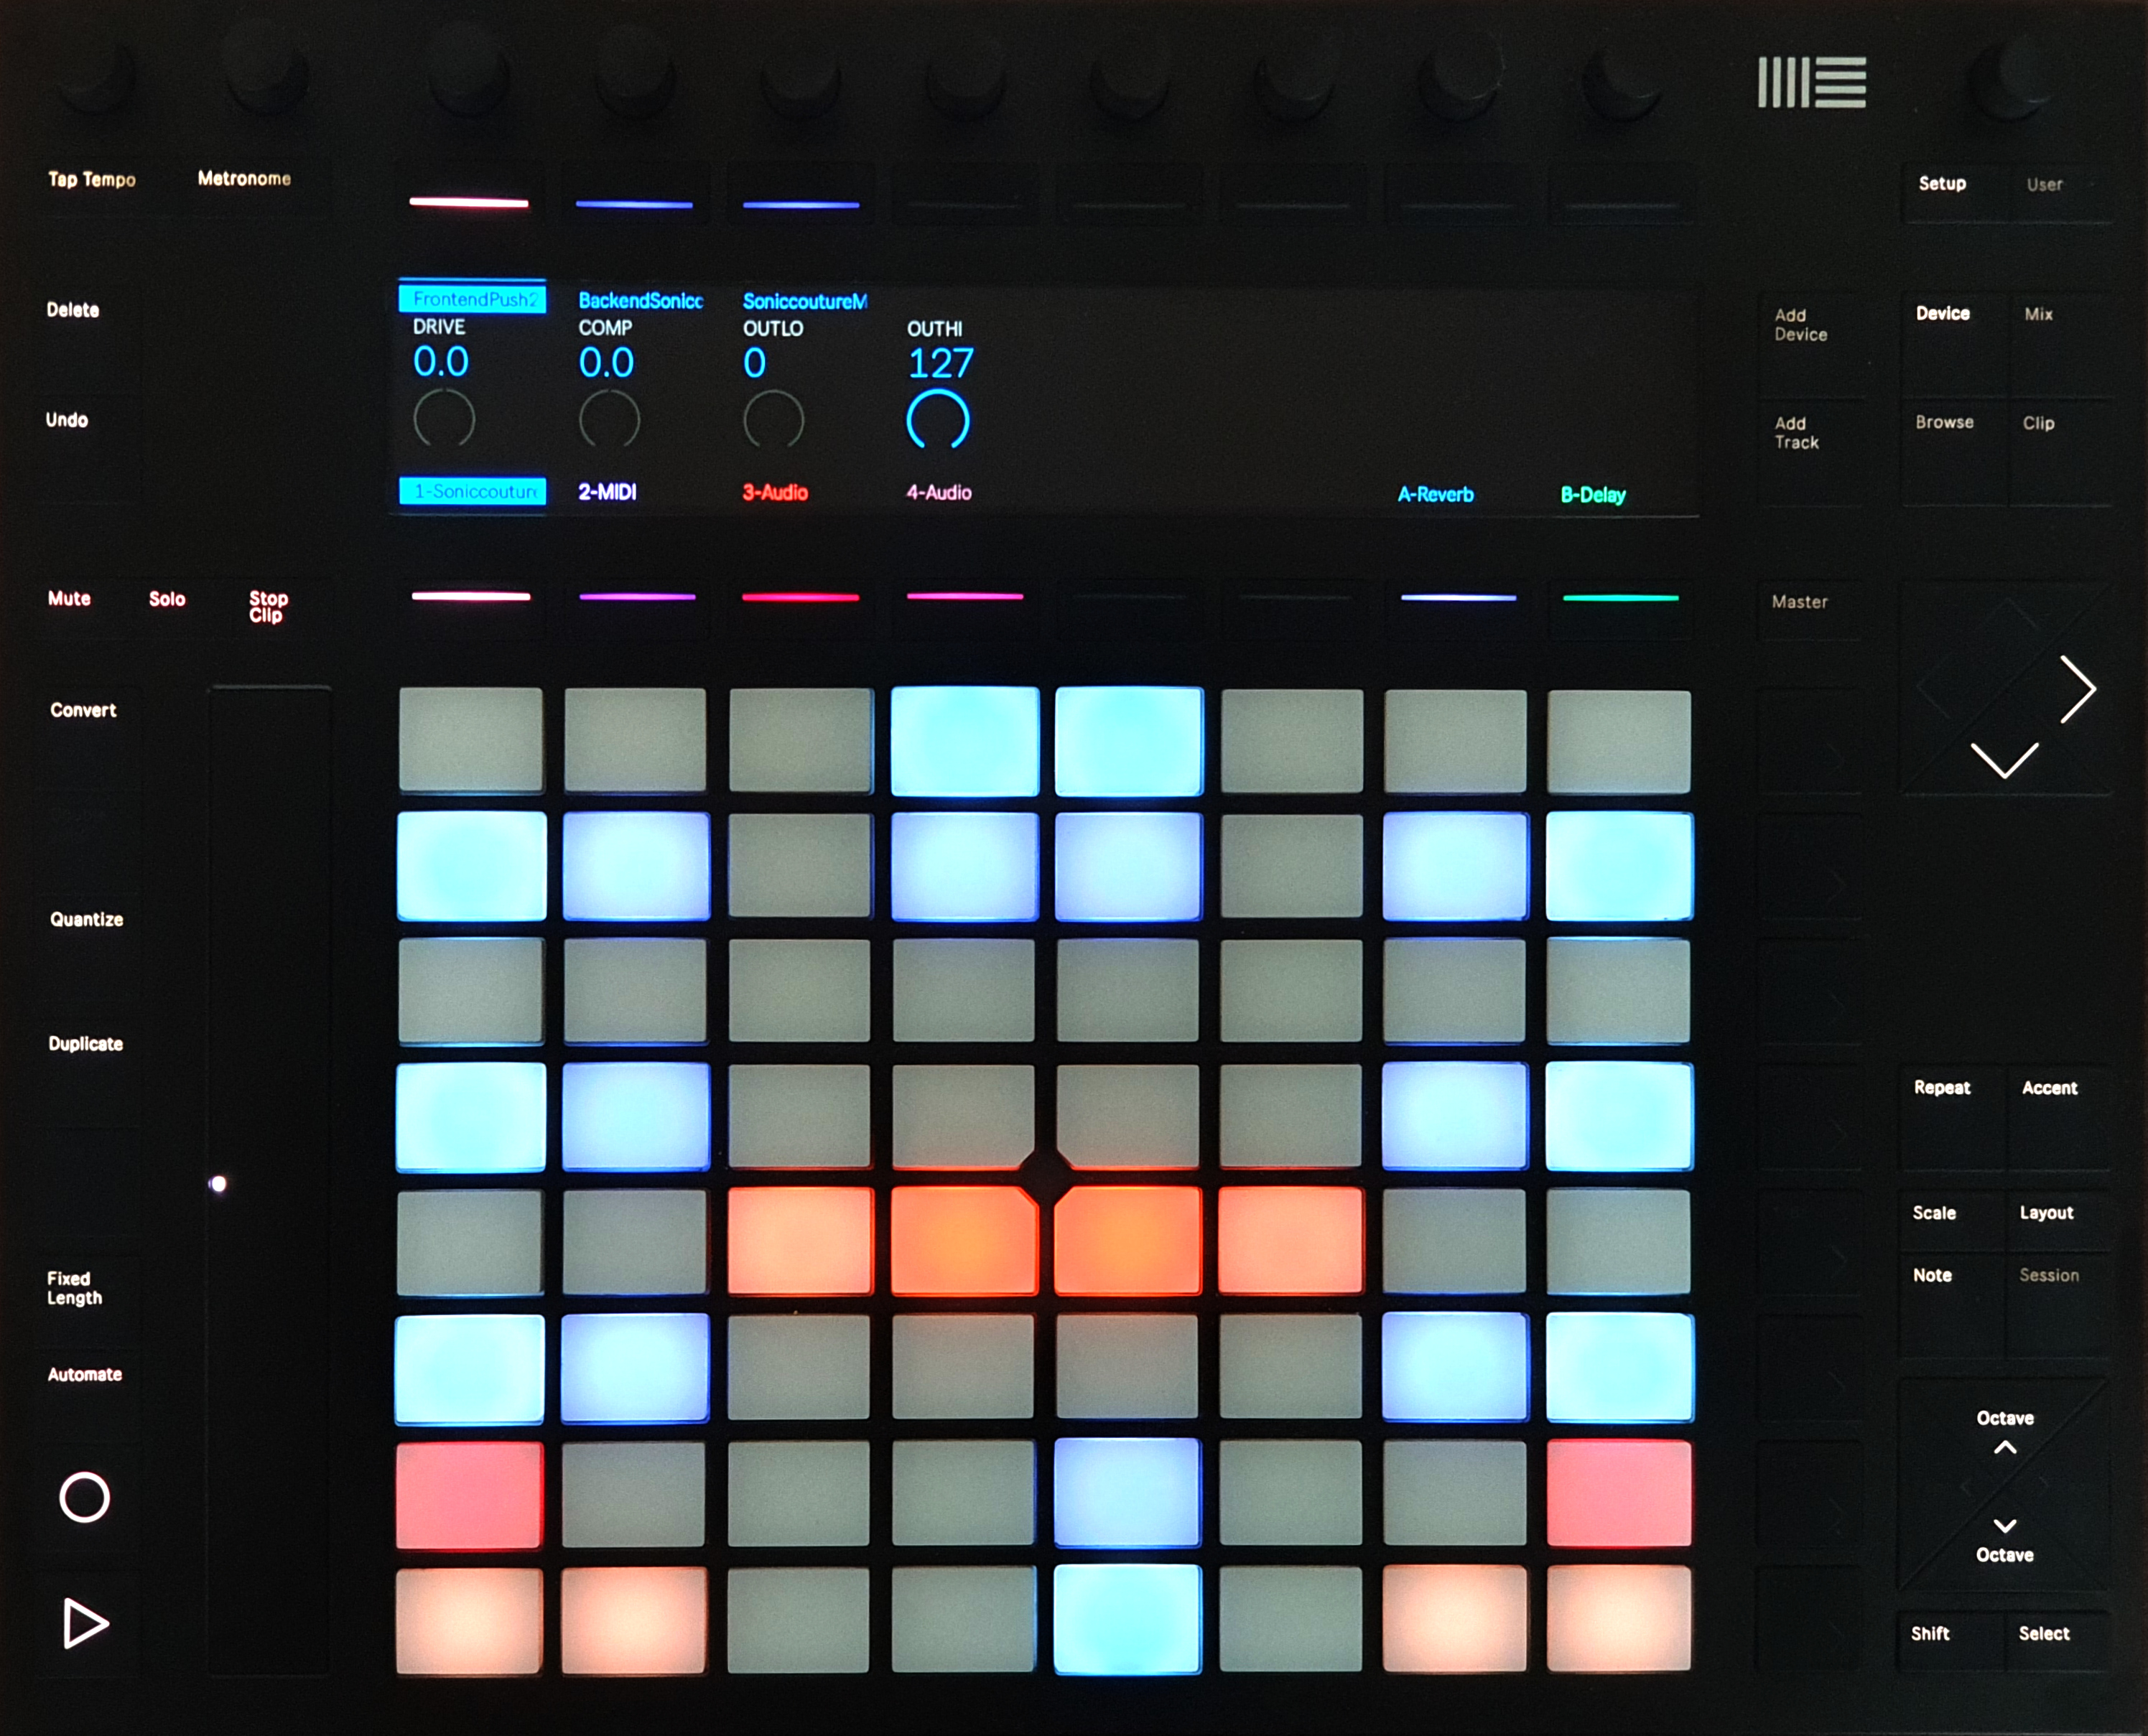 Tap Tempo
Metronome
Setup
User
Delete
FrontendPush2
BackendSonicc
SoniccoutureM
DRIVE
COMP
OUTLO
OUTHI
0.0
0.0
0
127
Add
Device
Device
Mix
Undo
Add
Track
Browse
Clip
1-Soniccouture
2-MIDI
3-Audio
4-Audio
A-Reverb
B-Delay
Mute
Solo
Stop
Clip
Master
Convert
Quantize
Duplicate
Repeat
Accent
Scale
Layout
Fixed
Length
Note
Session
Automate
Octave
Octave
Shift
Select